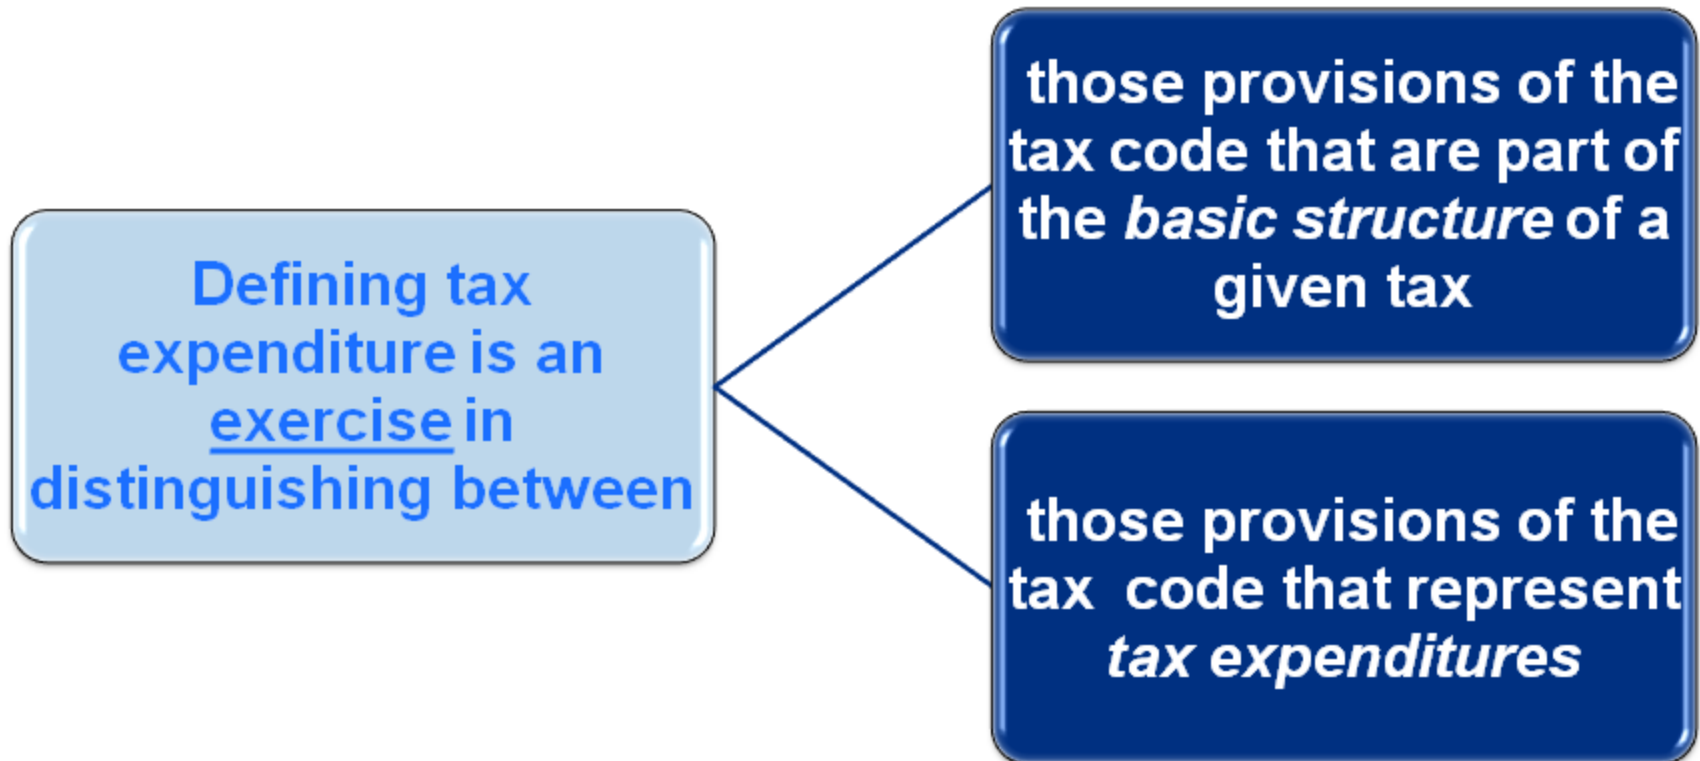 Defining tax
expenditure is an
exercise in
distinguishing between
those provisions of the
tax code that are part of
the basic structure of a
given tax
those provisions of the
tax code that represent
tax expenditures